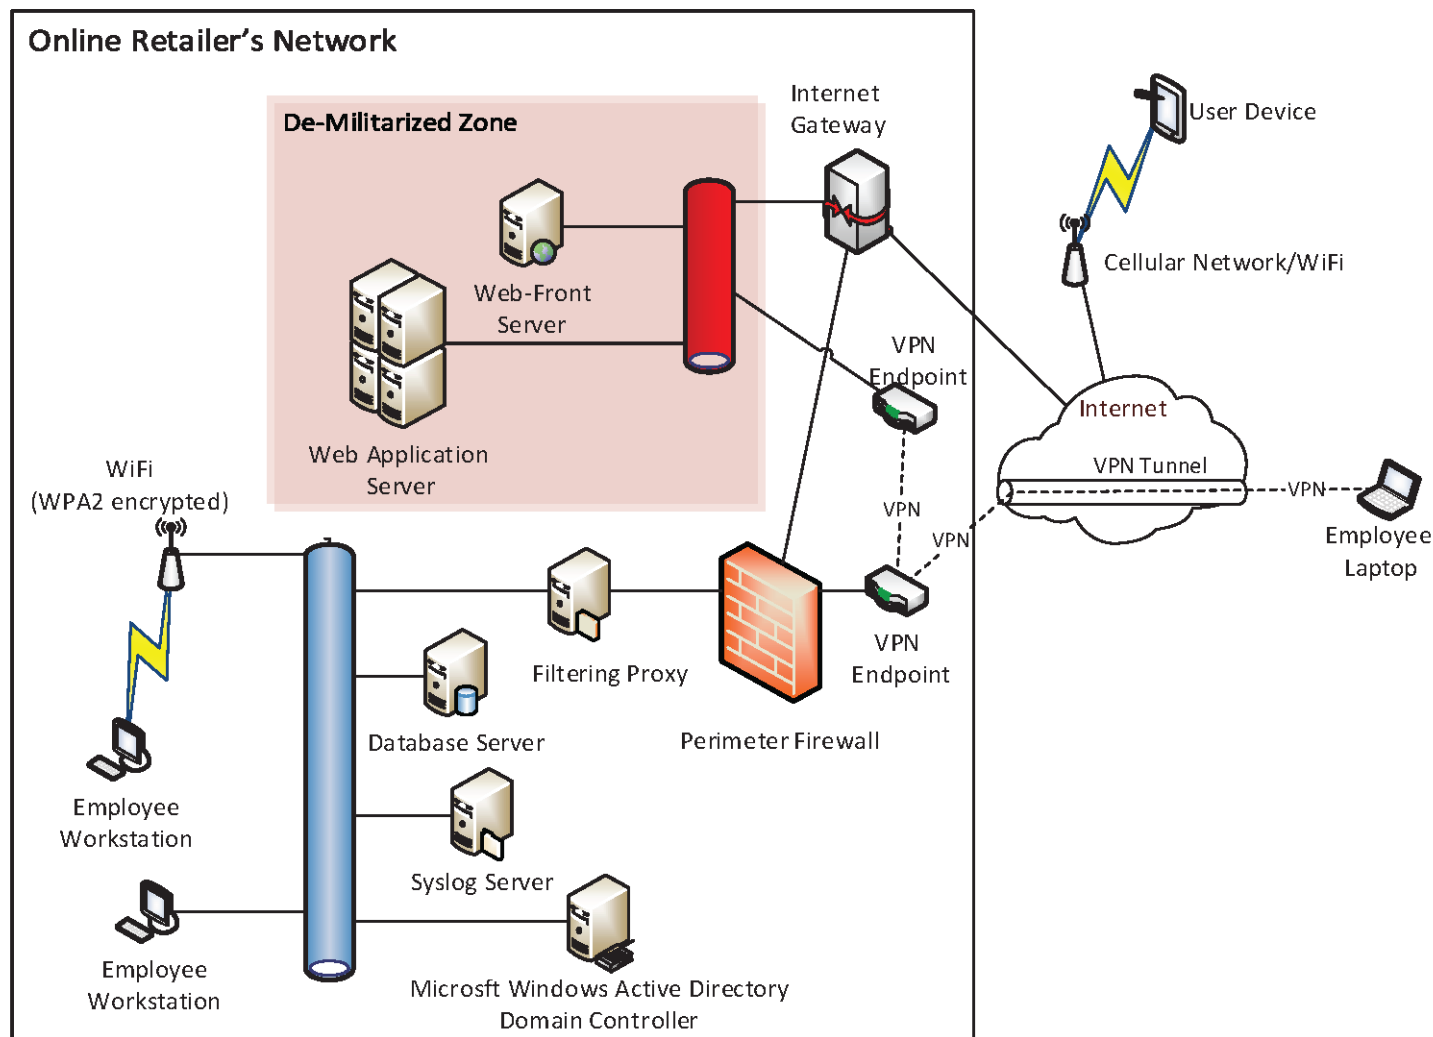 Online Retailer's Network
De-Militarized Zone
Internet
Gateway
User Device
Cellular Network/WiFi
Web-Front
Server
VPN
Endpoint
Web Application
Server
Internet
VPN Tunnel
VPN
Employee
Laptop
WiFi
(WPA2 encrypted)
VPN
VPN
VPN
Endpoint
Filtering Proxy
Perimeter Firewall
Database Server
Employee
Workstation
Syslog Server
Employee
Workstation
Microsft Windows Active Directory
Domain Controller